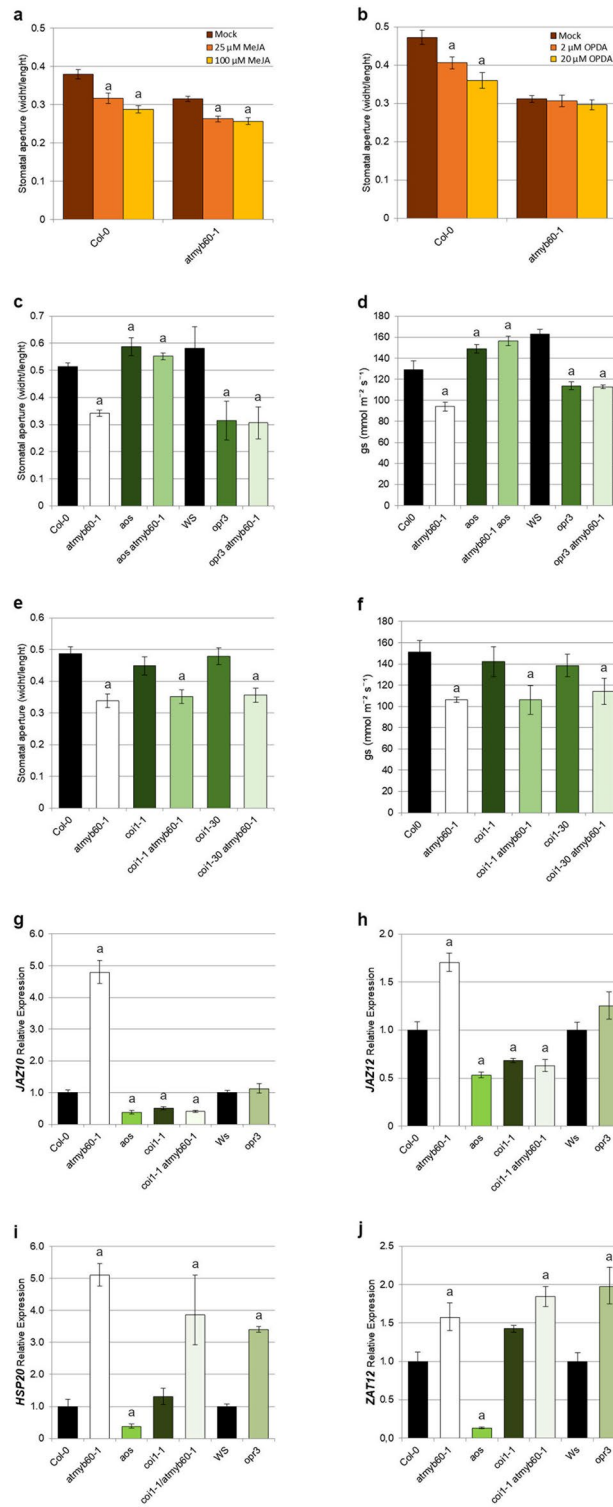 a
Stomatal aperture (widht/lenght)
0.5
0.4
0.3
0.2
0.1
0
Mock
25 µM MeJA
100 µM MeJA
a
a
a
a
Col-0
atmyb60-1
b
Stomatal aperture (widht/lenght)
0.5
0.4
0.3
0.2
0.1
0
Mock
2 µM OPDA
20 µM OPDA
a
a
Col-0
atmyb60-1
c
Stomatal aperture (widht/lenght)
0.7
0.6
0.5
0.4
0.3
0.2
0.1
0
a
a
a
a
a
Col-0
atmyb60-1
aos
aos atmyb60-1
WS
opr3
opr3 atmyb60-1
d
gs (mmol m⁻² s⁻¹)
180
160
140
120
100
80
60
40
20
0
a
a
a
a
a
Col0
atmyb60-1
aos
atmyb60-1 aos
WS
opr3
opr3 atmyb60-1
e
Stomatal aperture (widht/lenght)
0.6
0.5
0.4
0.3
0.2
0.1
0
a
a
a
Col-0
atmyb60-1
coi1-1
coi1-1 atmyb60-1
coi1-30
coi1-30 atmyb60-1
f
gs (mmol m⁻² s⁻¹)
180
160
140
120
100
80
60
40
20
0
a
a
a
Col0
atmyb60-1
coi1-1
coi1-1 atmyb60-1
coi1-30
coi1-30 atmyb60-1
g
JAZ10 Relative Expression
6.0
5.0
4.0
3.0
2.0
1.0
0
a
a
a
a
Col-0
atmyb60-1
aos
coi1-1
coi1-1 atmyb60-1
Ws
opr3
h
JAZ12 Relative Expression
2.0
1.5
1.0
0.5
0
a
a
a
a
Col-0
atmyb60-1
aos
coi1-1
coi1-1 atmyb60-1
Ws
opr3
i
HSP20 Relative Expression
6.0
5.0
4.0
3.0
2.0
1.0
0
a
a
a
a
Col-0
atmyb60-1
aos
coi1-1
coi1-1/atmyb60-1
WS
opr3
j
ZAT12 Relative Expression
2.5
2.0
1.5
1.0
0.5
0.0
a
a
a
a
Col-0
atmyb60-1
aos
coi1-1
coi1-1 atmyb60-1
Ws
opr3